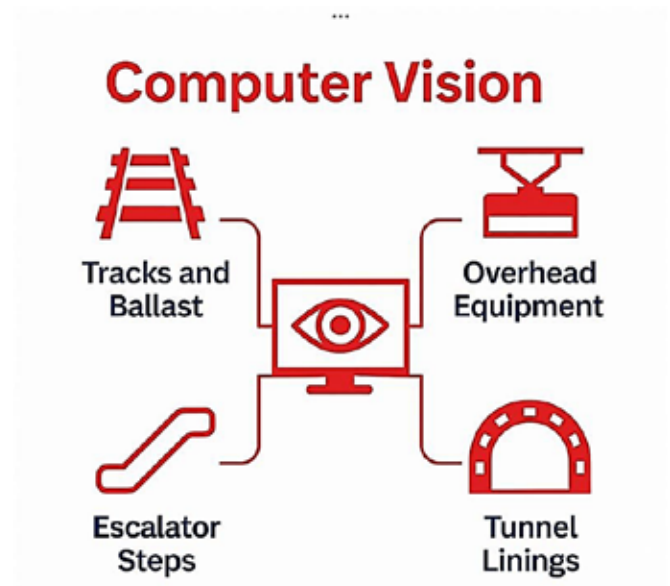 ...
Computer Vision
Tracks and
Ballast
Overhead
Equipment
Escalator
Steps
Tunnel
Linings